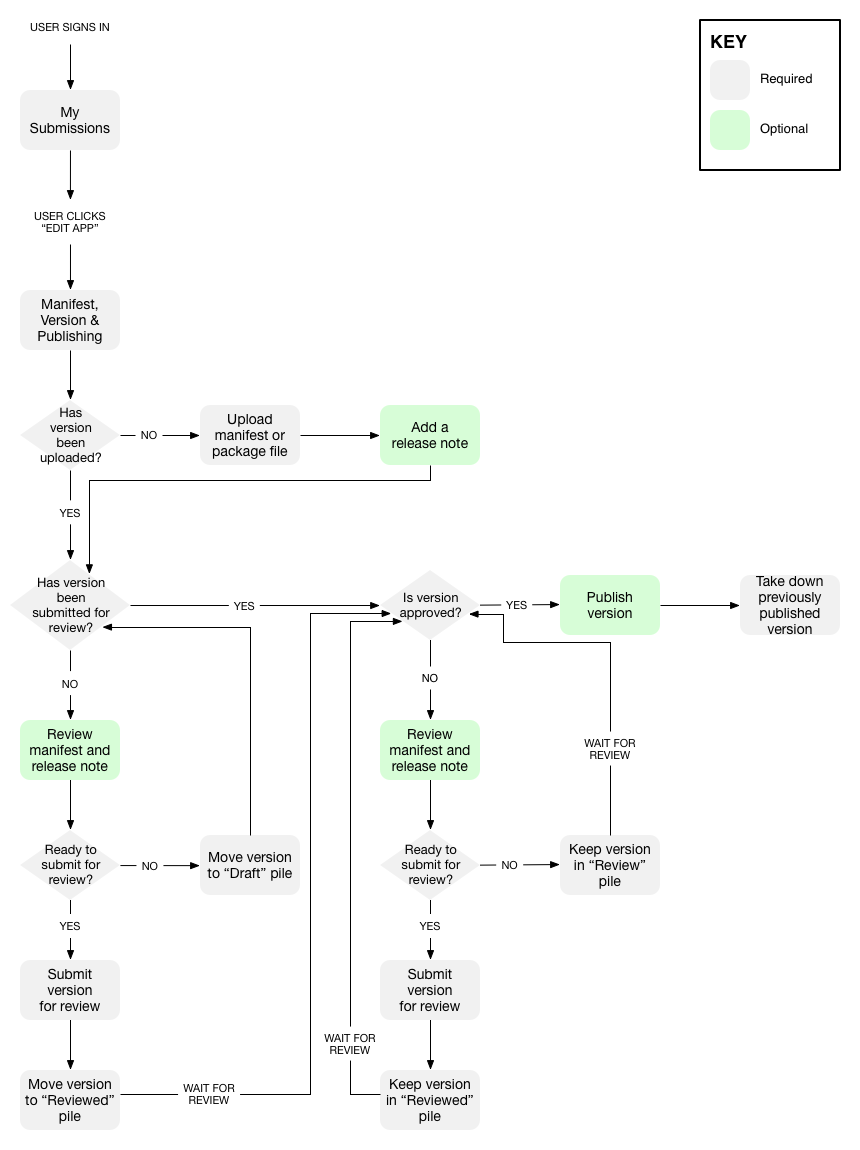 USER SIGNS IN
KEY
Required
Optional
My
Submissions
USER CLICKS
“EDIT APP”
Manifest,
Version &
Publishing
Has
version
been
uploaded?
NO
Upload
manifest or
package file
Add a
release note
YES
Has version
been
submitted for
review?
YES
Is version
approved?
YES
Publish
version
Take down
previously
published
version
NO
NO
Review
manifest and
release note
Review
manifest and
release note
WAIT FOR
REVIEW
Ready to
submit for
review?
NO
Move version
to “Draft” pile
Ready to
submit for
review?
NO
Keep version
in “Review”
pile
YES
YES
Submit
version
for review
Submit
version
for review
WAIT FOR
REVIEW
Move version
to “Reviewed”
pile
WAIT FOR
REVIEW
Keep version
in “Reviewed”
pile